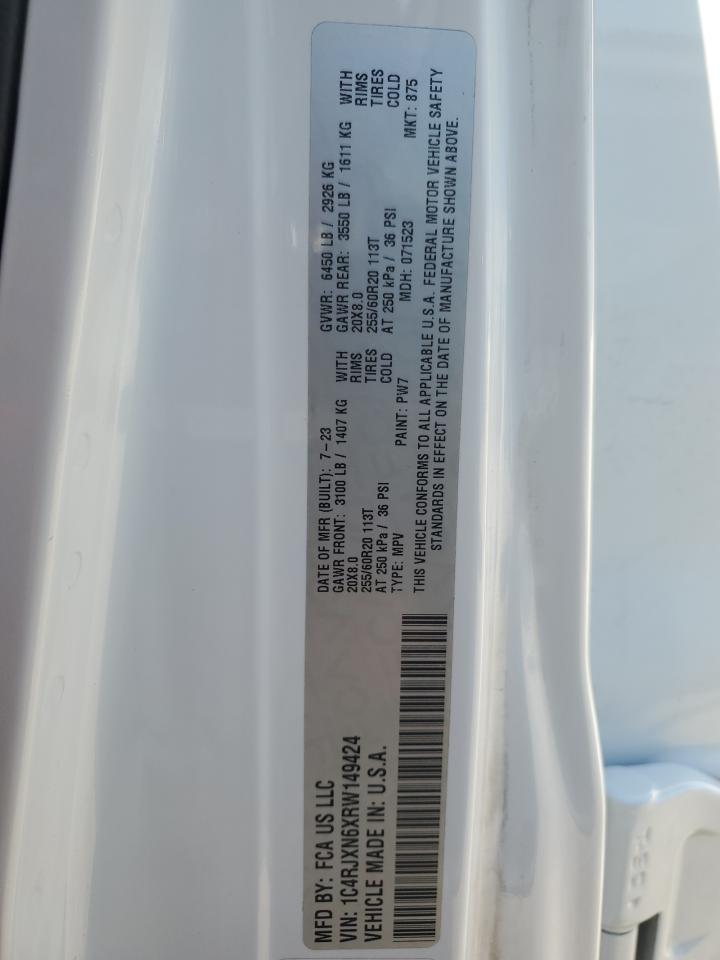 MFD BY: FCA US LLC
VIN: 1C4RJXN6XRW149424
VEHICLE MADE IN: U.S.A.
DATE OF MFR (BUILT): 7-23 GVWR: 6450 LB / 2926 KG
GAWR FRONT: 3100 LB / 1407 KG WITH GAWR REAR: 3550 LB / 1611 KG WITH
20X8.0 RIMS 20X8.0 RIMS
255/60R20 113T TIRES 255/60R20 113T TIRES
AT 250 kPa / 36 PSI COLD AT 250 kPa / 36 PSI COLD
TYPE: MPV PAINT: PW7 MDH: 071523 MKT: 875
THIS VEHICLE CONFORMS TO ALL APPLICABLE U.S.A. FEDERAL MOTOR VEHICLE SAFETY
STANDARDS IN EFFECT ON THE DATE OF MANUFACTURE SHOWN ABOVE.